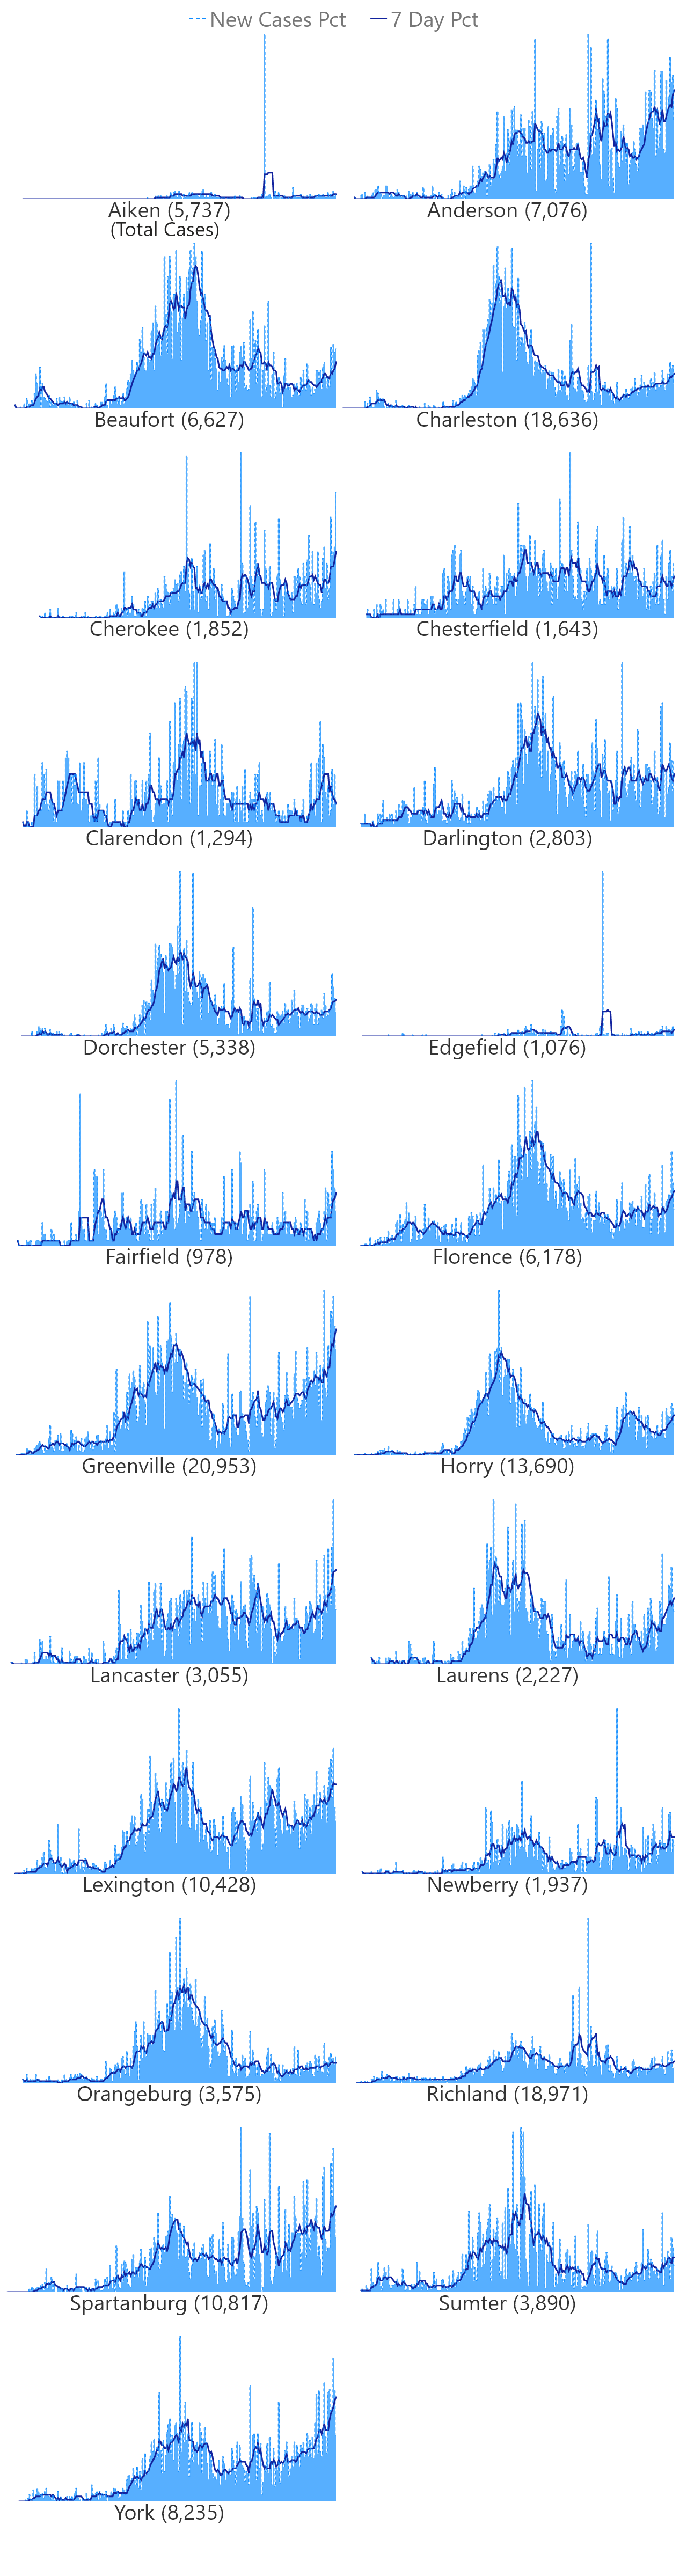 New Cases Pct 7 Day Pct
Aiken (5,737) Anderson (7,076)
(Total Cases)
Beaufort (6,627) Charleston (18,636)
Cherokee (1,852) Chesterfield (1,643)
Clarendon (1,294) Darlington (2,803)
Dorchester (5,338) Edgefield (1,076)
Fairfield (978) Florence (6,178)
Greenville (20,953) Horry (13,690)
Lancaster (3,055) Laurens (2,227)
Lexington (10,428) Newberry (1,937)
Orangeburg (3,575) Richland (18,971)
Spartanburg (10,817) Sumter (3,890)
York (8,235)